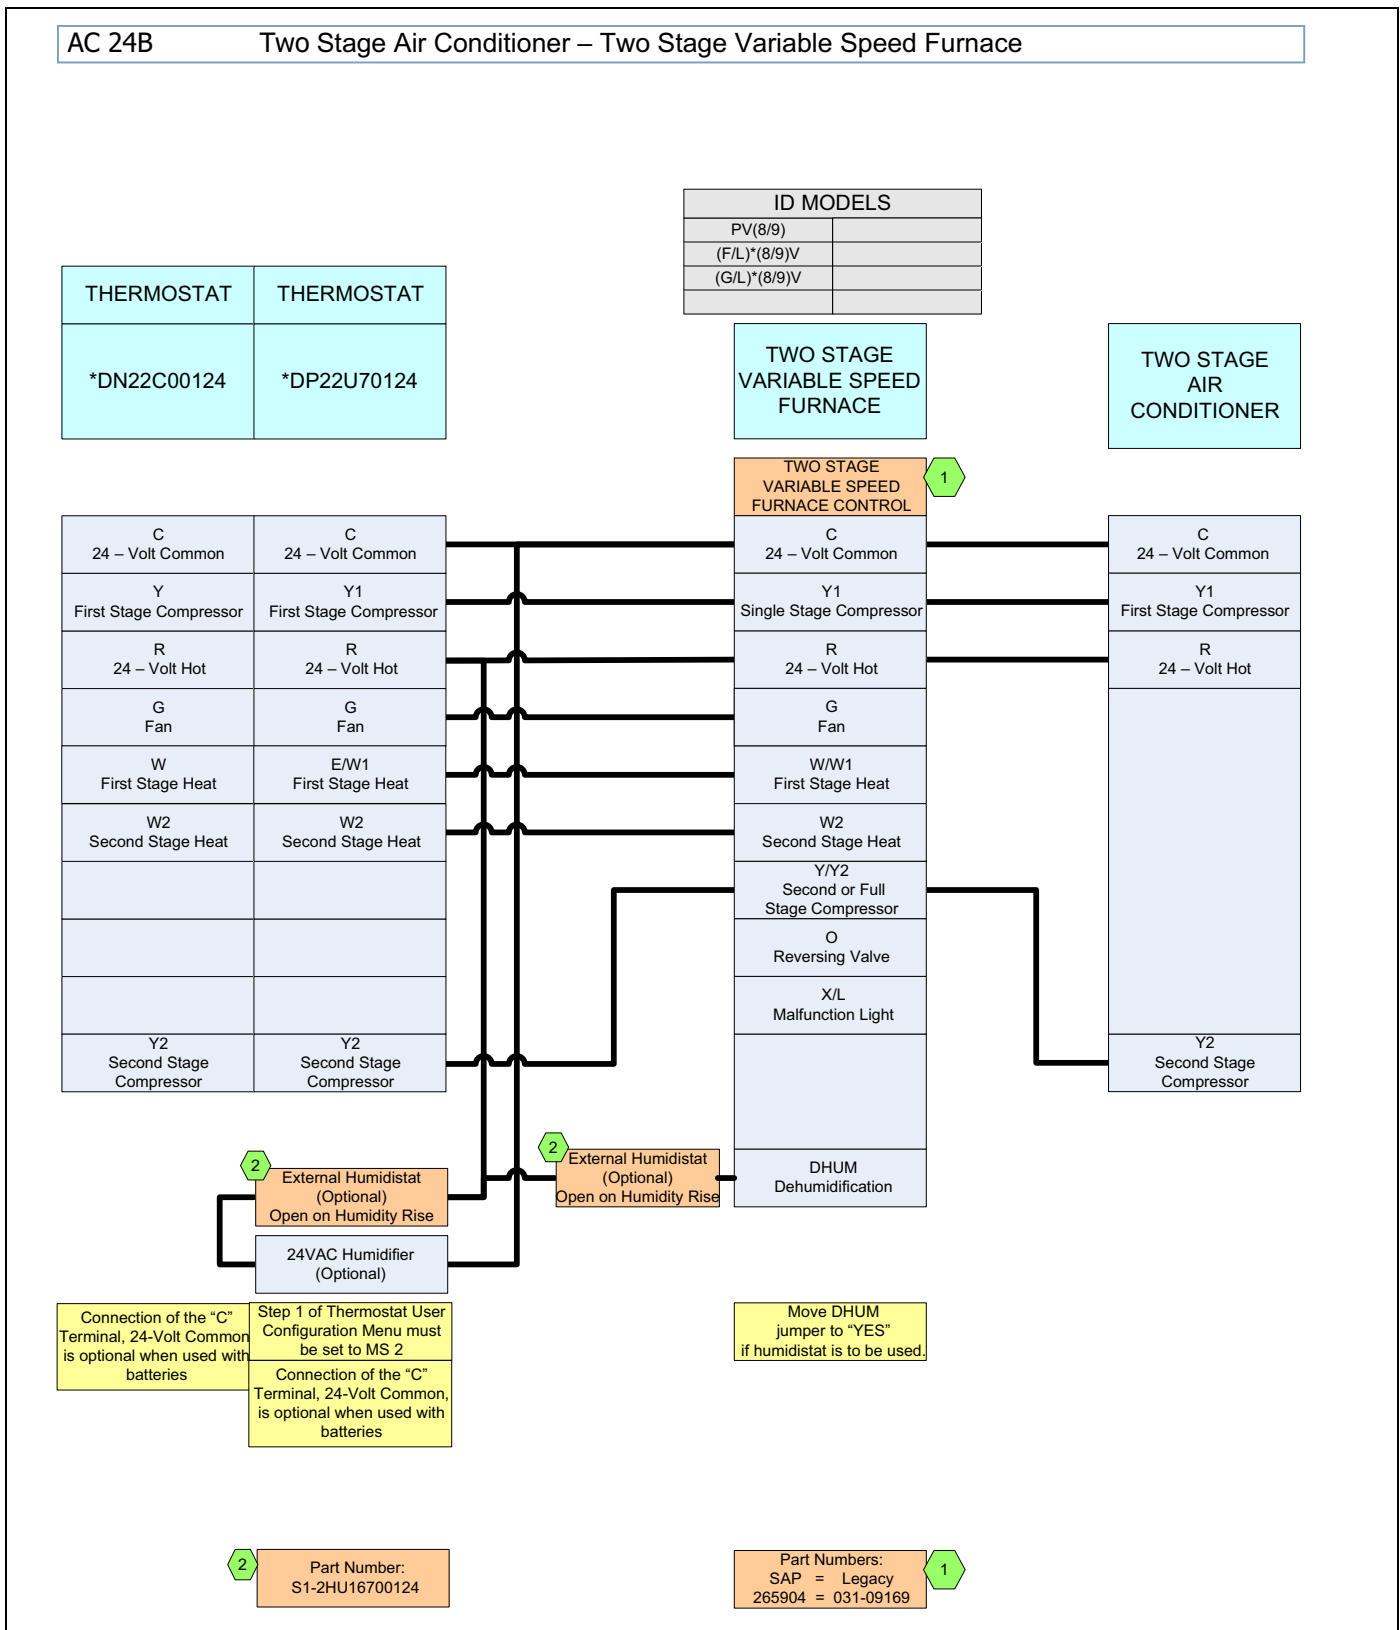 AC 24B Two Stage Air Conditioner – Two Stage Variable Speed Furnace
ID MODELS
PV(8/9)
(F/L)*(8/9)V
(G/L)*(8/9)V
THERMOSTAT
THERMOSTAT
*DN22C00124
*DP22U70124
TWO STAGE
VARIABLE SPEED
FURNACE
TWO STAGE
AIR
CONDITIONER
TWO STAGE
VARIABLE SPEED
FURNACE CONTROL
1
C
24 – Volt Common
C
24 – Volt Common
C
24 – Volt Common
C
24 – Volt Common
Y
First Stage Compressor
Y1
First Stage Compressor
Y1
Single Stage Compressor
Y1
First Stage Compressor
R
24 – Volt Hot
R
24 – Volt Hot
R
24 – Volt Hot
R
24 – Volt Hot
G
Fan
G
Fan
G
Fan
W
First Stage Heat
E/W1
First Stage Heat
W/W1
First Stage Heat
W2
Second Stage Heat
W2
Second Stage Heat
W2
Second Stage Heat
Y/Y2
Second or Full
Stage Compressor
O
Reversing Valve
X/L
Malfunction Light
Y2
Second Stage
Compressor
Y2
Second Stage
Compressor
Y2
Second Stage
Compressor
2
External Humidistat
(Optional)
Open on Humidity Rise
2
External Humidistat
(Optional)
Open on Humidity Rise
DHUM
Dehumidification
24VAC Humidifier
(Optional)
Connection of the “C”
Terminal, 24-Volt Common
is optional when used with
batteries
Step 1 of Thermostat User
Configuration Menu must
be set to MS 2
Connection of the “C”
Terminal, 24-Volt Common,
is optional when used with
batteries
Move DHUM
jumper to “YES”
if humidistat is to be used.
2
Part Number:
S1-2HU16700124
Part Numbers:
SAP = Legacy
265904 = 031-09169
1